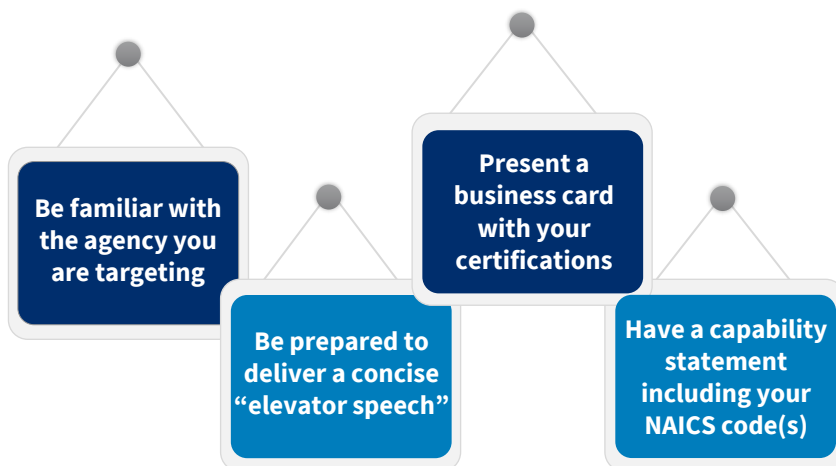 Be familiar with
the agency you
are targeting
Be prepared to
deliver a concise
“elevator speech”
Present a
business card
with your
certifications
Have a capability
statement
including your
NAICS code(s)